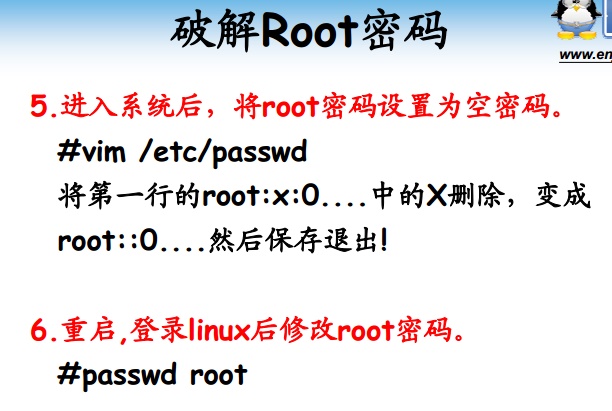 破解Root密码
www.en
5.进入系统后，将root密码设置为空密码。
#vim /etc/passwd
将第一行的root:x:0....中的X删除，变成
root::0....然后保存退出!
6.重启,登录linux后修改root密码。
#passwd root